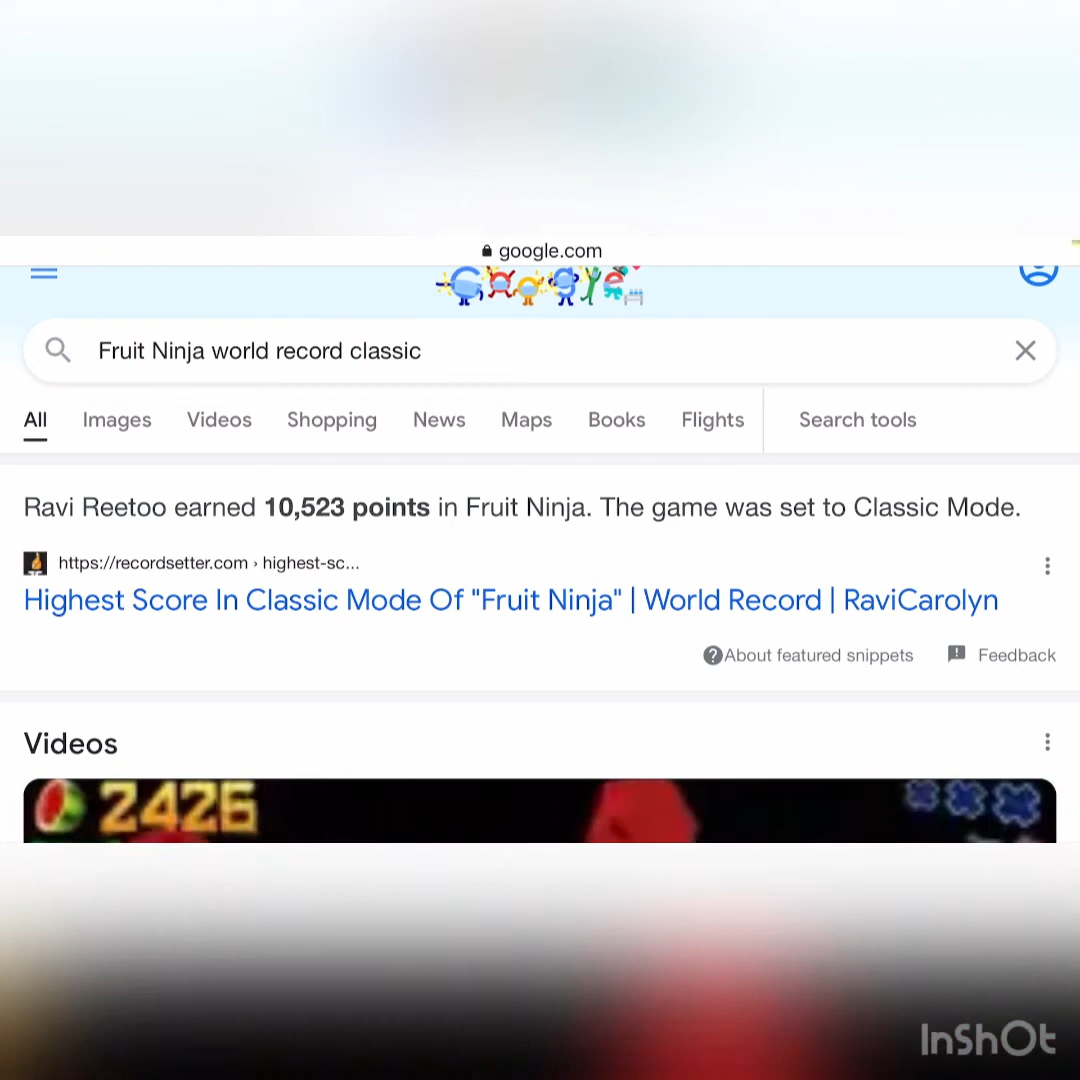 google.com
Google
Fruit Ninja world record classic
All Images Videos Shopping News Maps Books Flights Search tools
Ravi Reetoo earned 10,523 points in Fruit Ninja. The game was set to Classic Mode.
https://recordsetter.com › highest-sc...
Highest Score In Classic Mode Of "Fruit Ninja" | World Record | RaviCarolyn
About featured snippets Feedback
Videos
2426
InShOt